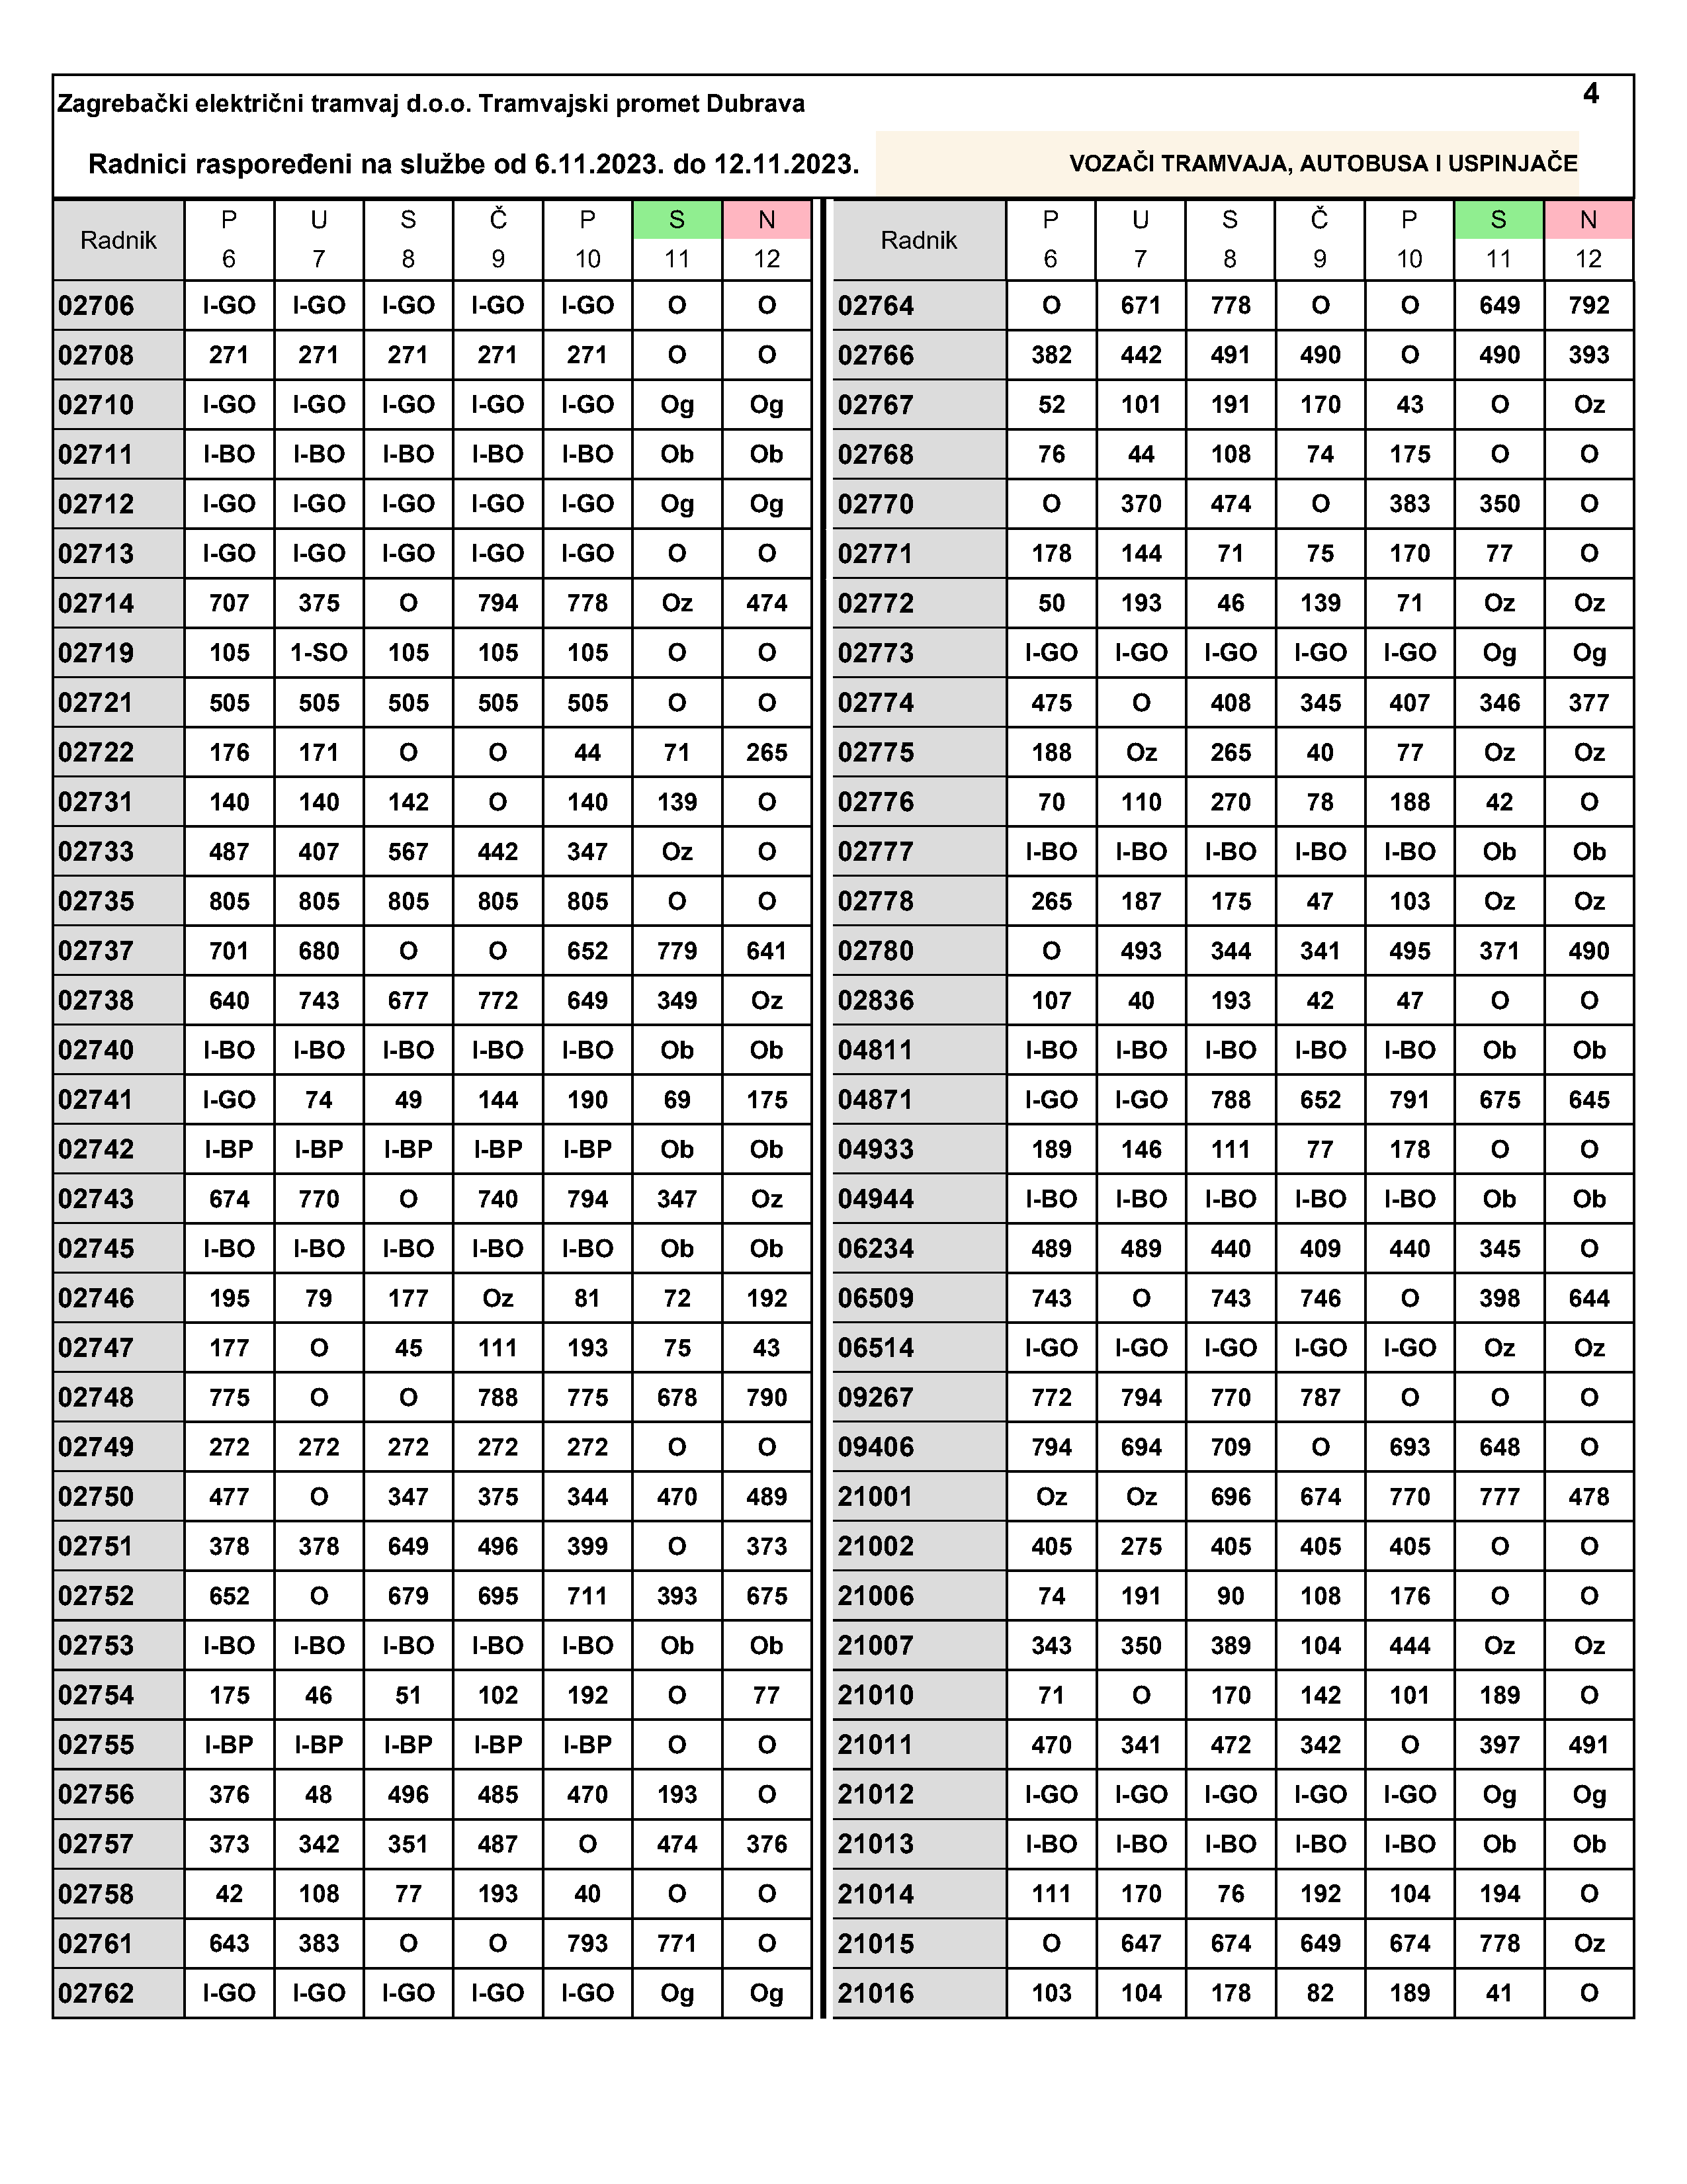 4
Zagrebački električni tramvaj d.o.o. Tramvajski promet Dubrava
Radnici raspoređeni na službe od 6.11.2023. do 12.11.2023. VOZAČI TRAMVAJA, AUTOBUSA I USPINJAČE
Radnik P U S Č P S N
6 7 8 9 10 11 12
02706 I-GO I-GO I-GO I-GO I-GO O O
02708 271 271 271 271 271 O O
02710 I-GO I-GO I-GO I-GO I-GO Og Og
02711 I-BO I-BO I-BO I-BO I-BO Ob Ob
02712 I-GO I-GO I-GO I-GO I-GO Og Og
02713 I-GO I-GO I-GO I-GO I-GO O O
02714 707 375 O 794 778 Oz 474
02719 105 1-SO 105 105 105 O O
02721 505 505 505 505 505 O O
02722 176 171 O O 44 71 265
02731 140 140 142 O 140 139 O
02733 487 407 567 442 347 Oz O
02735 805 805 805 805 805 O O
02737 701 680 O O 652 779 641
02738 640 743 677 772 649 349 Oz
02740 I-BO I-BO I-BO I-BO I-BO Ob Ob
02741 I-GO 74 49 144 190 69 175
02742 I-BP I-BP I-BP I-BP I-BP Ob Ob
02743 674 770 O 740 794 347 Oz
02745 I-BO I-BO I-BO I-BO I-BO Ob Ob
02746 195 79 177 Oz 81 72 192
02747 177 O 45 111 193 75 43
02748 775 O O 788 775 678 790
02749 272 272 272 272 272 O O
02750 477 O 347 375 344 470 489
02751 378 378 649 496 399 O 373
02752 652 O 679 695 711 393 675
02753 I-BO I-BO I-BO I-BO I-BO Ob Ob
02754 175 46 51 102 192 O 77
02755 I-BP I-BP I-BP I-BP I-BP O O
02756 376 48 496 485 470 193 O
02757 373 342 351 487 O 474 376
02758 42 108 77 193 40 O O
02761 643 383 O O 793 771 O
02762 I-GO I-GO I-GO I-GO I-GO Og Og
Radnik P U S Č P S N
6 7 8 9 10 11 12
02764 O 671 778 O O 649 792
02766 382 442 491 490 O 490 393
02767 52 101 191 170 43 O Oz
02768 76 44 108 74 175 O O
02770 O 370 474 O 383 350 O
02771 178 144 71 75 170 77 O
02772 50 193 46 139 71 Oz Oz
02773 I-GO I-GO I-GO I-GO I-GO Og Og
02774 475 O 408 345 407 346 377
02775 188 Oz 265 40 77 Oz Oz
02776 70 110 270 78 188 42 O
02777 I-BO I-BO I-BO I-BO I-BO Ob Ob
02778 265 187 175 47 103 Oz Oz
02780 O 493 344 341 495 371 490
02836 107 40 193 42 47 O O
04811 I-BO I-BO I-BO I-BO I-BO Ob Ob
04871 I-GO I-GO 788 652 791 675 645
04933 189 146 111 77 178 O O
04944 I-BO I-BO I-BO I-BO I-BO Ob Ob
06234 489 489 440 409 440 345 O
06509 743 O 743 746 O 398 644
06514 I-GO I-GO I-GO I-GO I-GO Oz Oz
09267 772 794 770 787 O O O
09406 794 694 709 O 693 648 O
21001 Oz Oz 696 674 770 777 478
21002 405 275 405 405 405 O O
21006 74 191 90 108 176 O O
21007 343 350 389 104 444 Oz Oz
21010 71 O 170 142 101 189 O
21011 470 341 472 342 O 397 491
21012 I-GO I-GO I-GO I-GO I-GO Og Og
21013 I-BO I-BO I-BO I-BO I-BO Ob Ob
21014 111 170 76 192 104 194 O
21015 O 647 674 649 674 778 Oz
21016 103 104 178 82 189 41 O